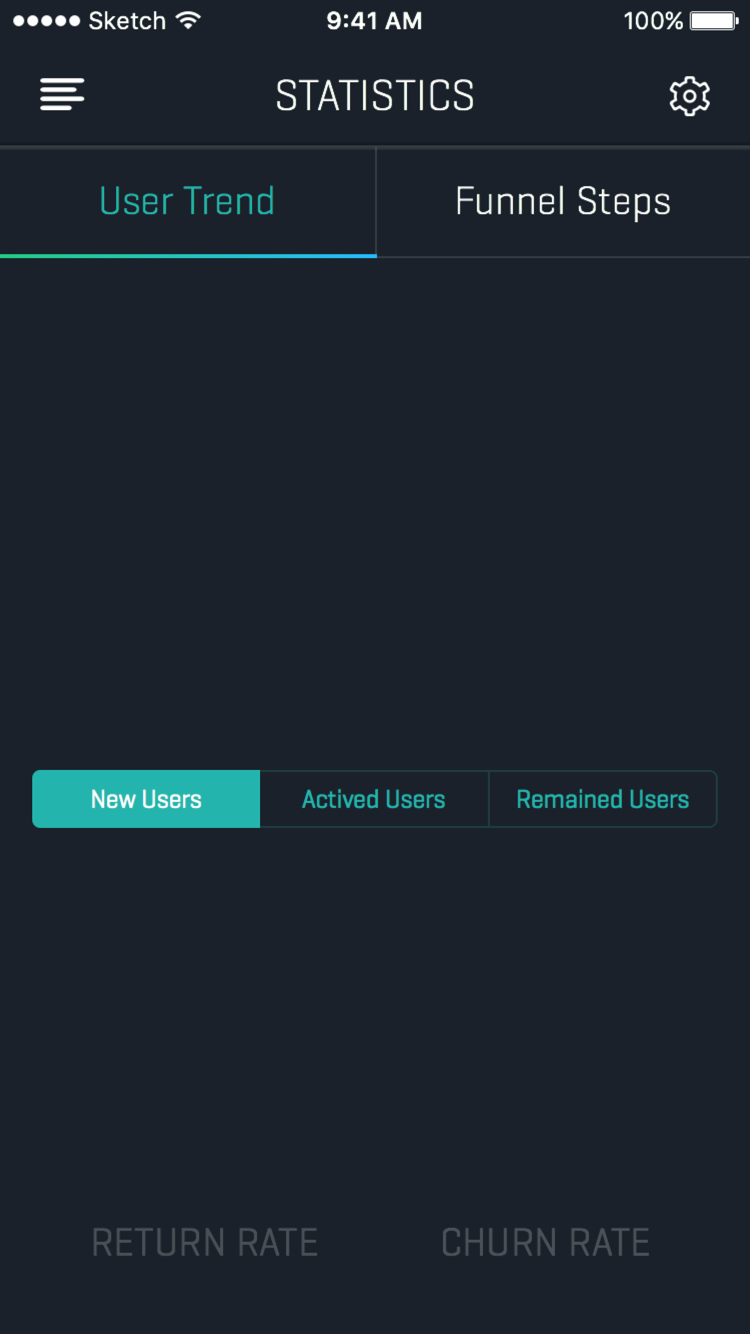 Sketch 9:41 AM 100%
STATISTICS
User Trend Funnel Steps
New Users Actived Users Remained Users
RETURN RATE CHURN RATE